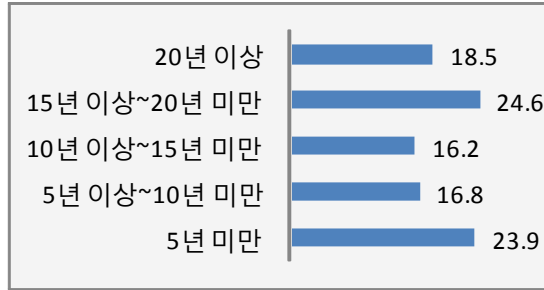 20년 이상 18.5
15년 이상~20년 미만 24.6
10년 이상~15년 미만 16.2
5년 이상~10년 미만 16.8
5년 미만 23.9